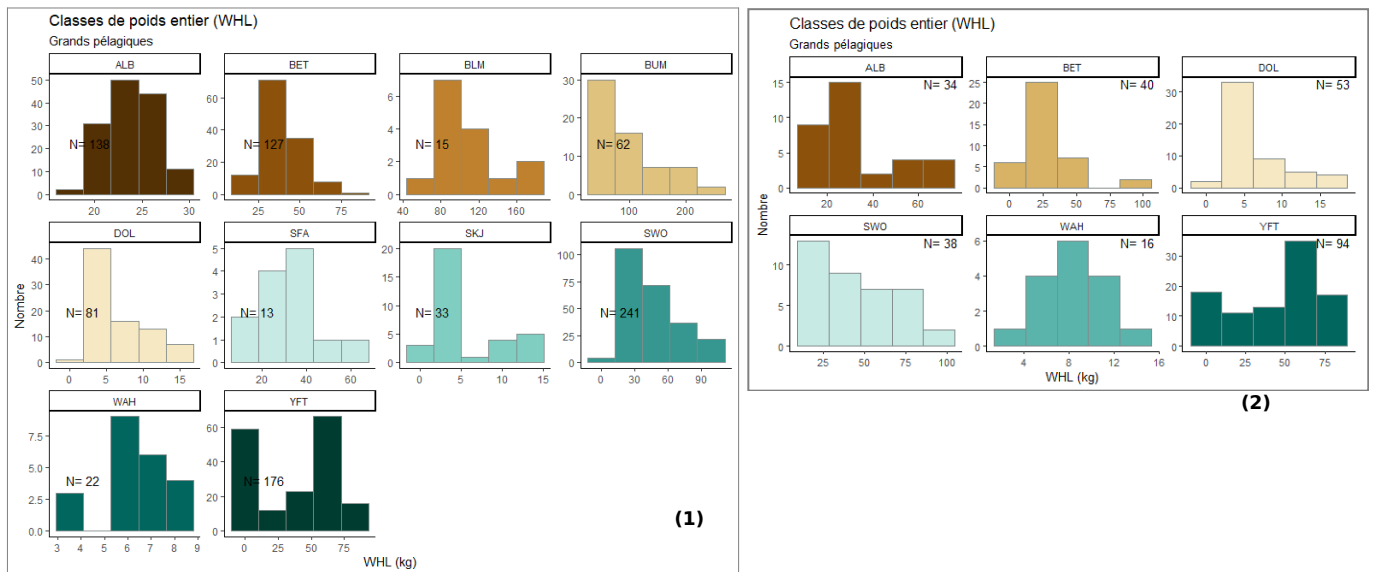 Classes de poids entier (WHL)
Grands pélagiques
ALB BET BLM BUM
50 40 30 20 10 0
N= 138
20 25 30
60 40 20 0
N= 127
25 50 75
6 4 2 0
N= 15
40 80 120 160
30 20 10 0
N= 62
100 200
DOL SFA SKJ SWO
40 30 20 10 0
N= 81
0 5 10 15
5 4 3 2 1 0
N= 13
20 40 60
20 15 10 5 0
N= 33
0 5 10 15
100 75 50 25 0
N= 241
0 30 60 90
WAH YFT
7.5 5.0 2.5 0.0
N= 22
3 4 5 6 7 8 9
60 40 20 0
N= 176
0 25 50 75
Nombre
WHL (kg)
(1)
Classes de poids entier (WHL)
Grands pélagiques
ALB BET DOL
15 10 5 0
N= 34
20 40 60
25 20 15 10 5 0
N= 40
0 25 50 75 100
30 20 10 0
N= 53
0 5 10 15
SWO WAH YFT
10 5 0
N= 38
25 50 75 100
6 4 2 0
N= 16
4 8 12 16
30 20 10 0
N= 94
0 25 50 75
Nombre
WHL (kg)
(2)